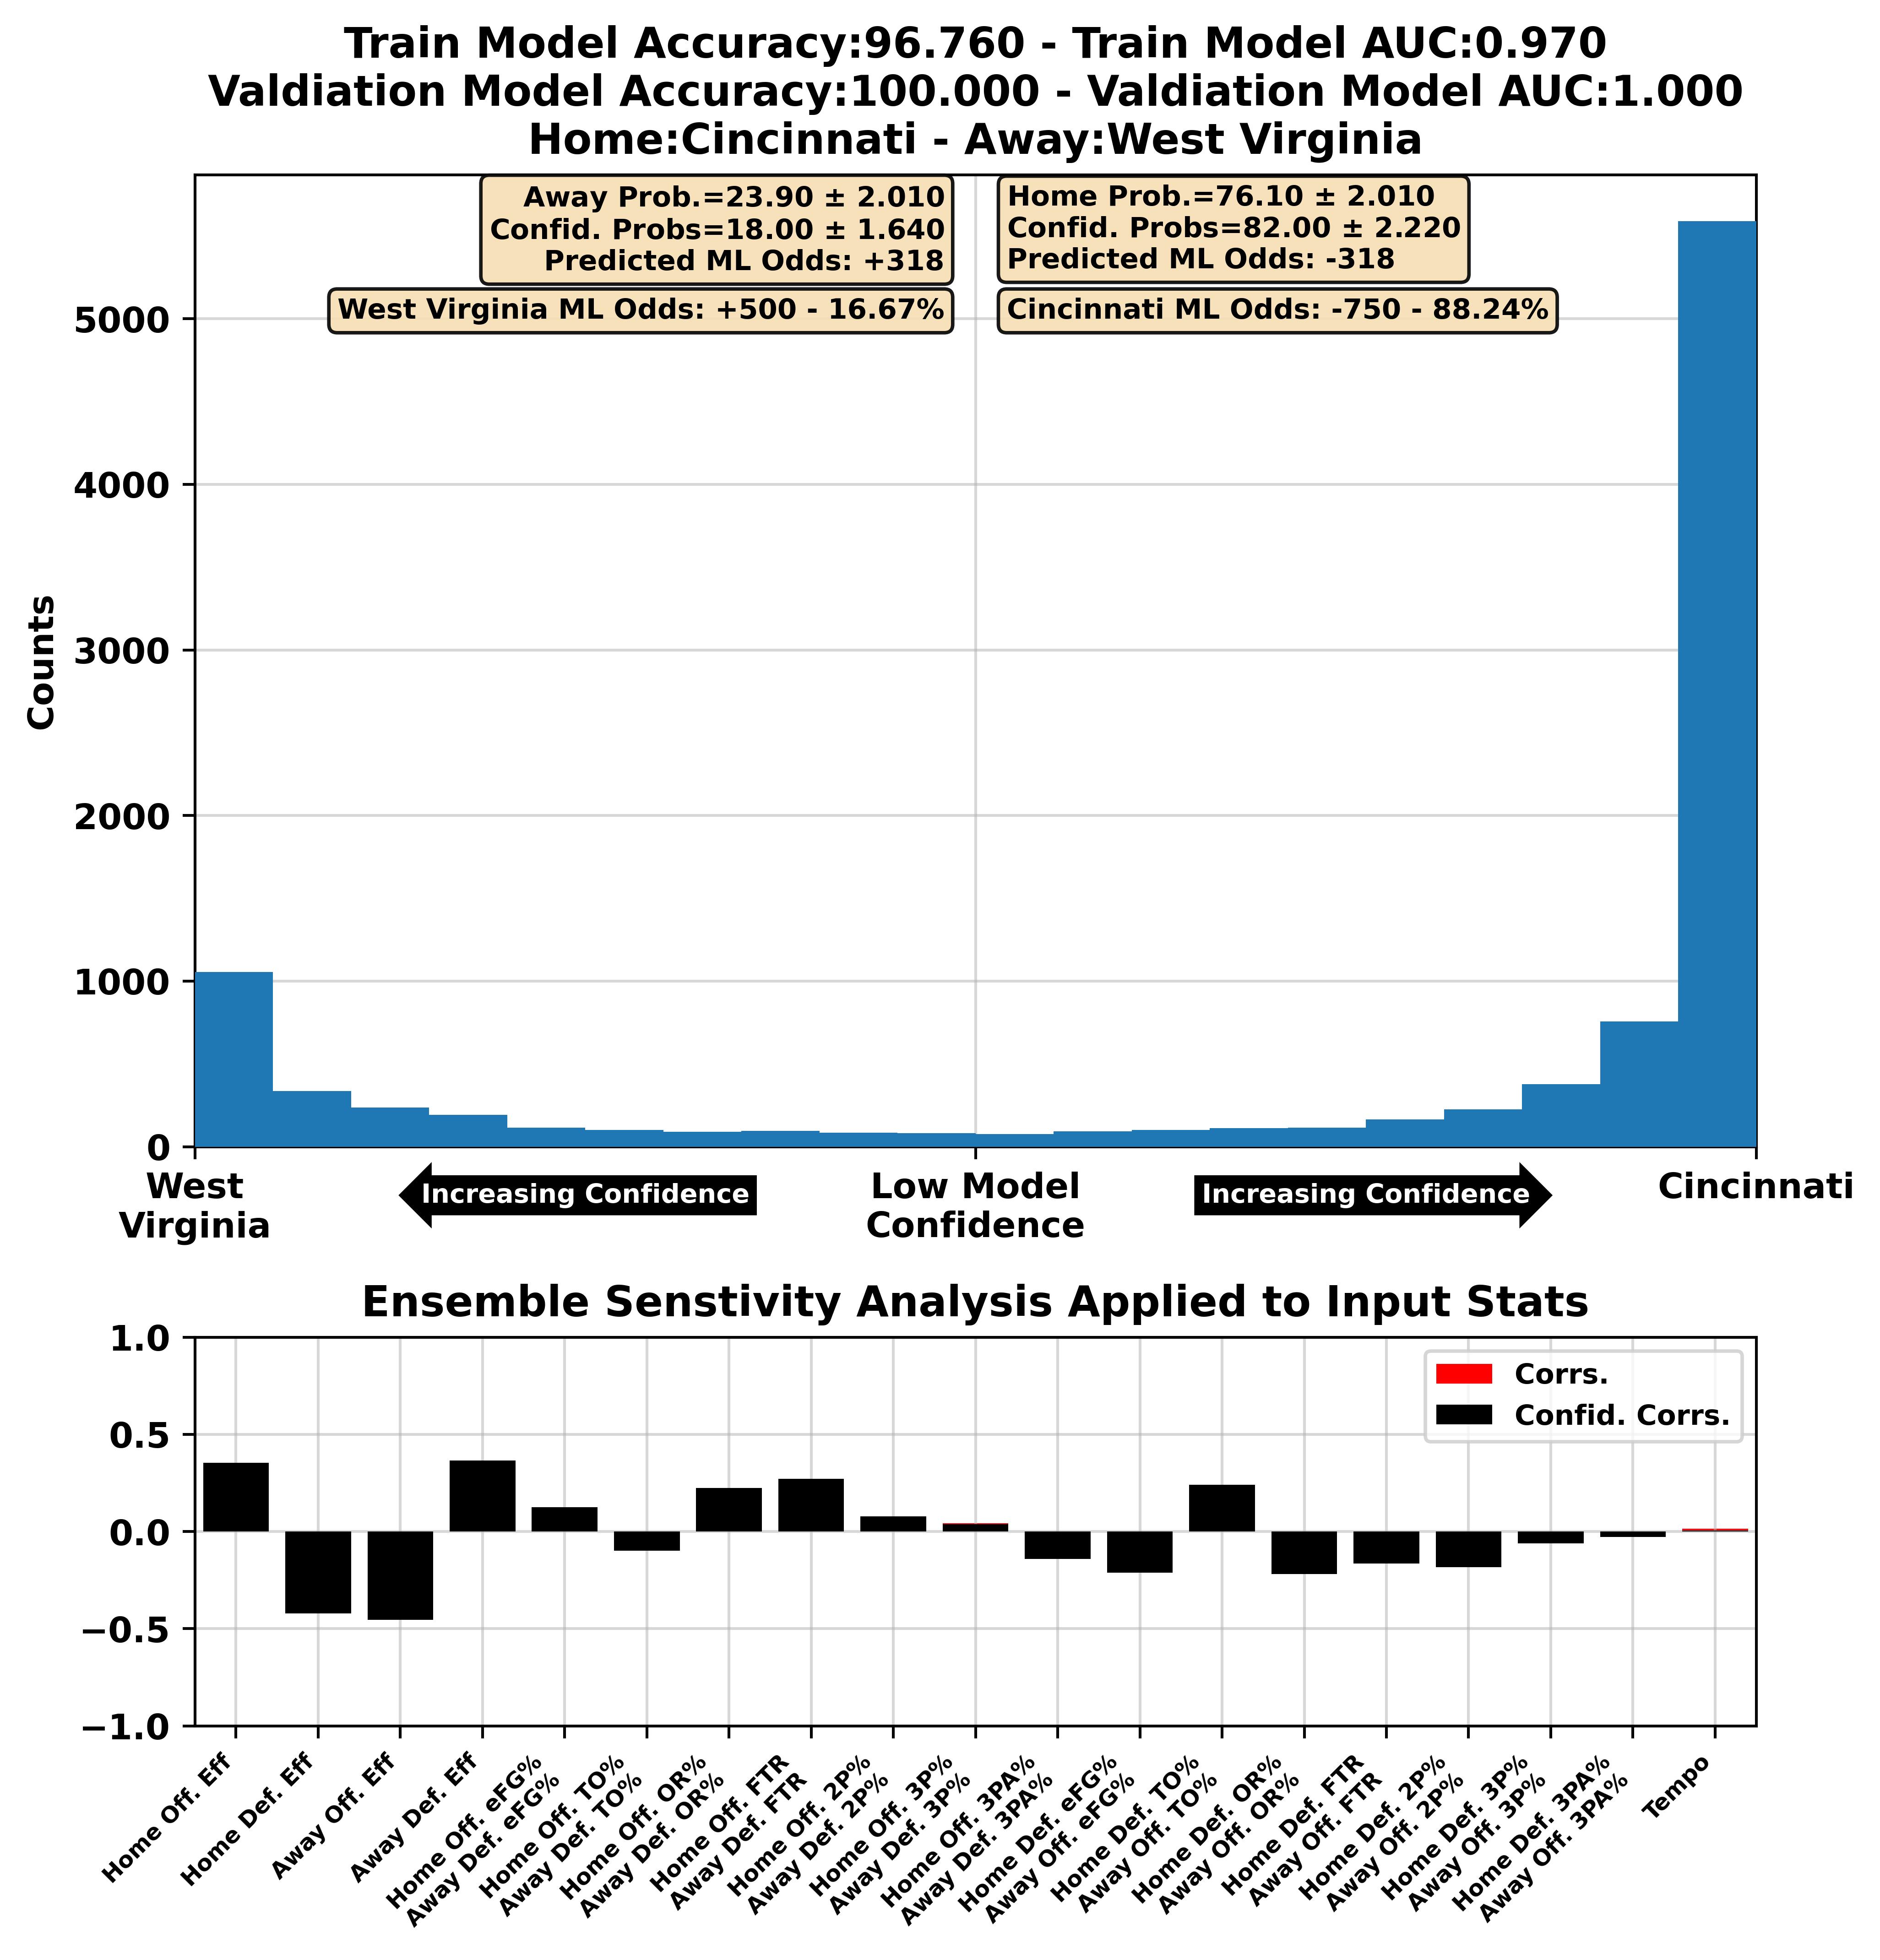 Train Model Accuracy:96.760 - Train Model AUC:0.970
Valdiation Model Accuracy:100.000 - Valdiation Model AUC:1.000
Home:Cincinnati - Away:West Virginia
Away Prob.=23.90 ± 2.010
Confid. Probs=18.00 ± 1.640
Predicted ML Odds: +318
Home Prob.=76.10 ± 2.010
Confid. Probs=82.00 ± 2.220
Predicted ML Odds: -318
West Virginia ML Odds: +500 - 16.67%
Cincinnati ML Odds: -750 - 88.24%
Counts
5000
4000
3000
2000
1000
0
West
Virginia
Increasing Confidence
Low Model
Confidence
Increasing Confidence
Cincinnati
Ensemble Senstivity Analysis Applied to Input Stats
1.0
0.5
0.0
−0.5
−1.0
Corrs.
Confid. Corrs.
Home Off. Eff
Home Def. Eff
Away Off. Eff
Away Def. Eff
Home Off. eFG%
Away Def. eFG%
Home Off. TO%
Away Def. TO%
Home Off. OR%
Away Def. OR%
Home Off. FTR
Away Def. FTR
Home Off. 2P%
Away Def. 2P%
Home Off. 3P%
Away Def. 3P%
Home Off. 3PA%
Away Def. 3PA%
Home Def. eFG%
Away Off. eFG%
Home Def. TO%
Away Off. TO%
Home Def. OR%
Away Off. OR%
Home Def. FTR
Away Off. FTR
Home Def. 2P%
Away Off. 2P%
Home Def. 3P%
Away Off. 3P%
Home Def. 3PA%
Away Off. 3PA%
Tempo